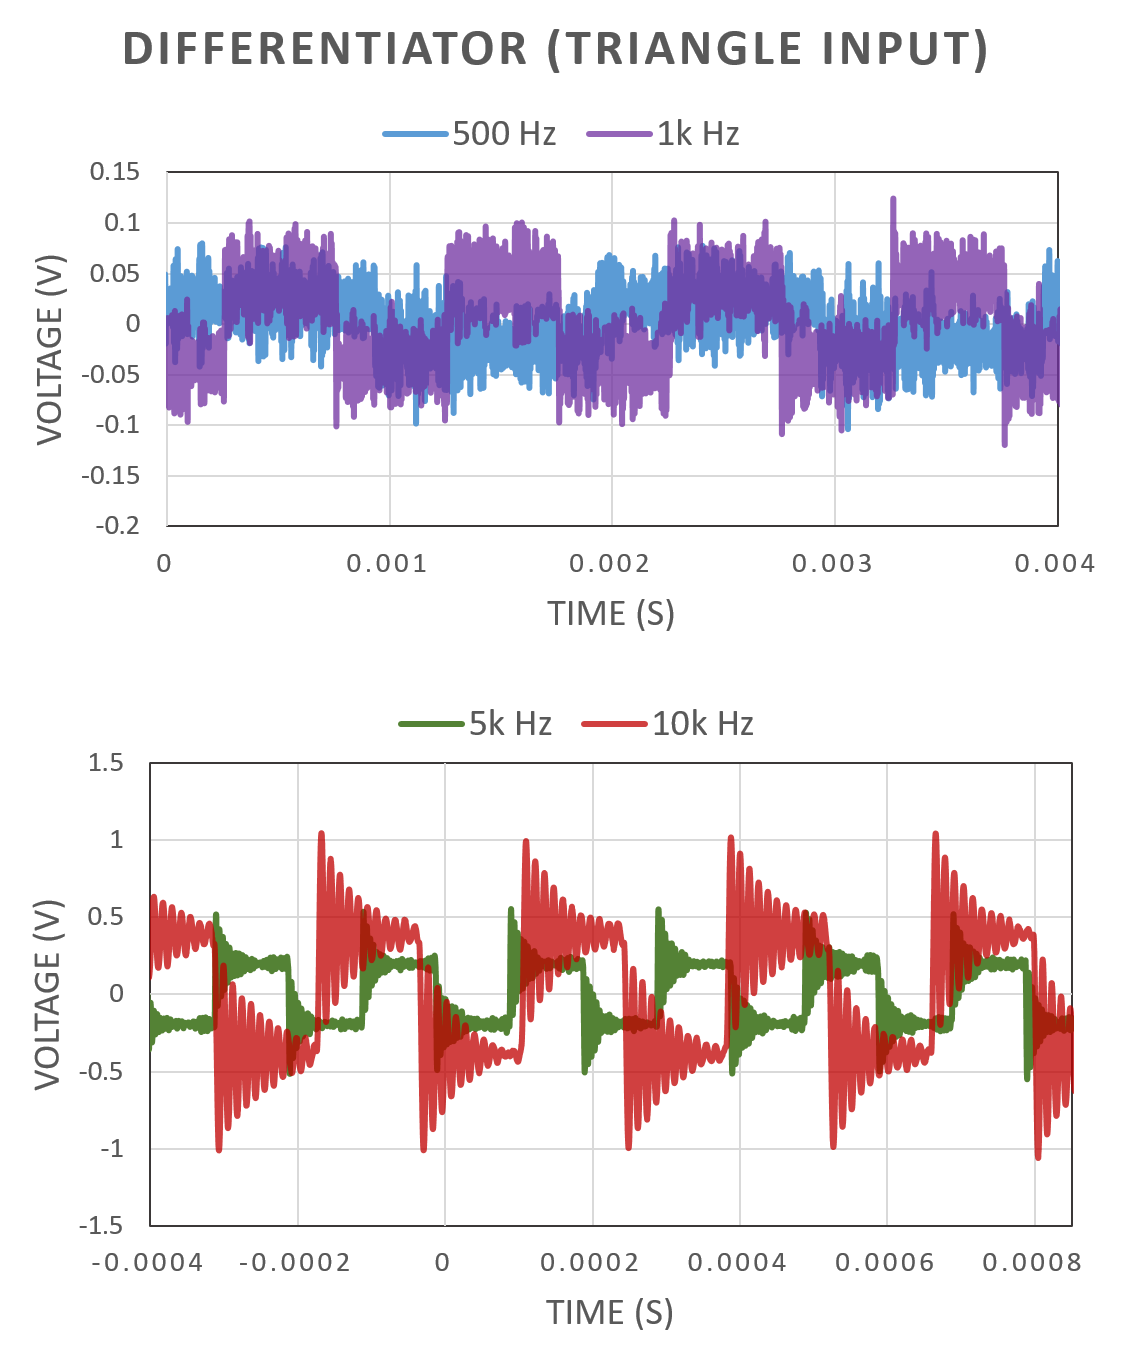 DIFFERENTIATOR (TRIANGLE INPUT)
500 Hz 1k Hz
0.15
0.1
0.05
0
-0.05
-0.1
-0.15
-0.2
VOLTAGE (V)
0 0.001 0.002 0.003 0.004
TIME (S)
5k Hz 10k Hz
1.5
1
0.5
0
-0.5
-1
-1.5
VOLTAGE (V)
-0.0004 -0.0002 0 0.0002 0.0004 0.0006 0.0008
TIME (S)